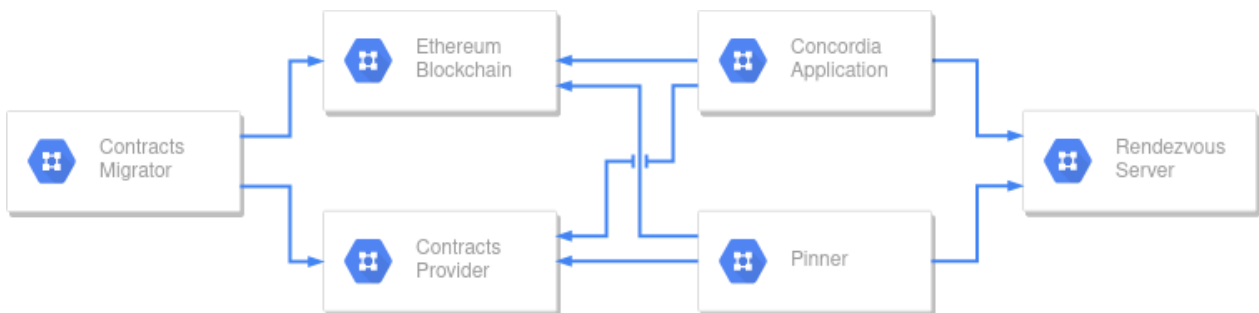 Ethereum
Blockchain
Concordia
Application
Contracts
Migrator
Rendezvous
Server
Contracts
Provider
Pinner